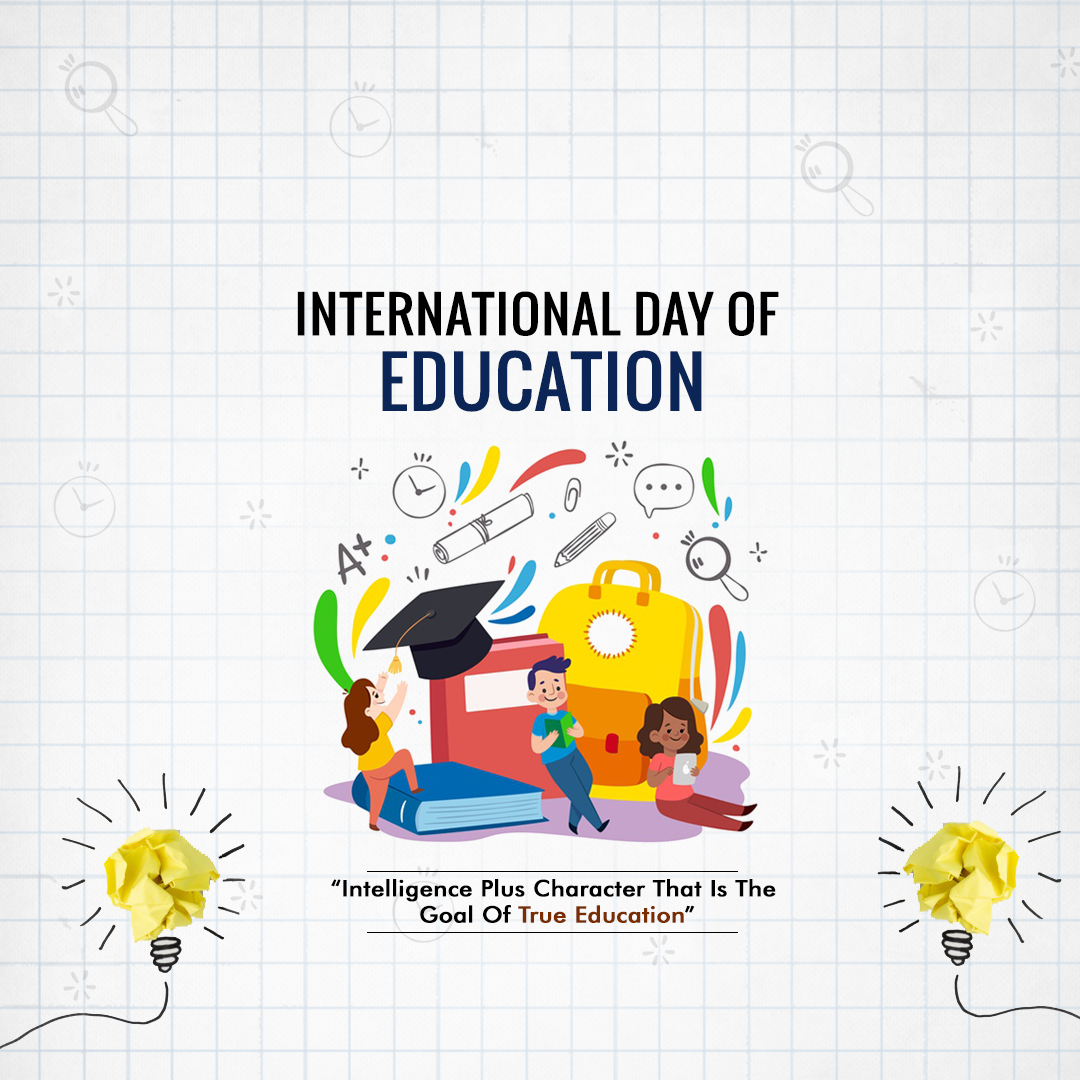 INTERNATIONAL DAY OF
EDUCATION
A+
“Intelligence Plus Character That Is The
Goal Of True Education”